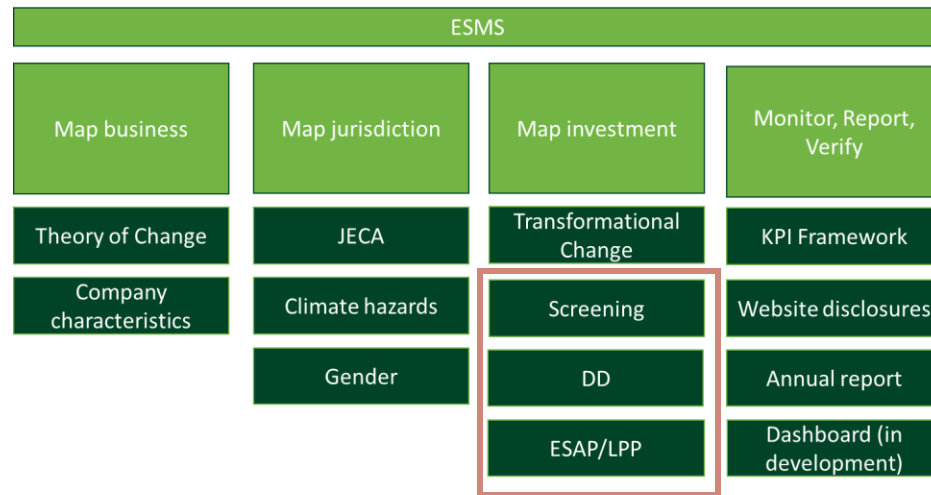 ESMS
Map business
Map jurisdiction
Map investment
Monitor, Report,
Verify
Theory of Change
JECA
Transformational
Change
KPI Framework
Company
characteristics
Climate hazards
Screening
Website disclosures
Gender
DD
Annual report
ESAP/LPP
Dashboard (in
development)